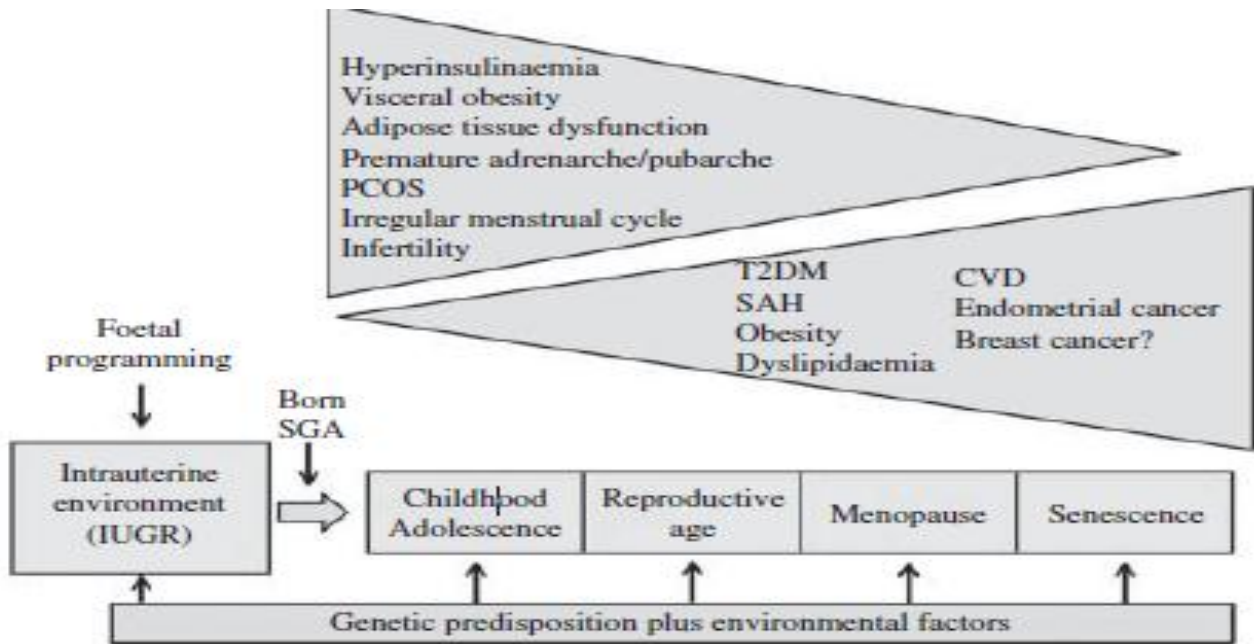 Hyperinsulinaemia
Visceral obesity
Adipose tissue dysfunction
Premature adrenarche/pubarche
PCOS
Irregular menstrual cycle
Infertility
T2DM
SAH
Obesity
Dyslipidaemia
CVD
Endometrial cancer
Breast cancer?
Foetal
programming
Born
SGA
Intrauterine
environment
(IUGR)
Childhood
Adolescence
Reproductive
age
Menopause
Senescence
Genetic predisposition plus environmental factors